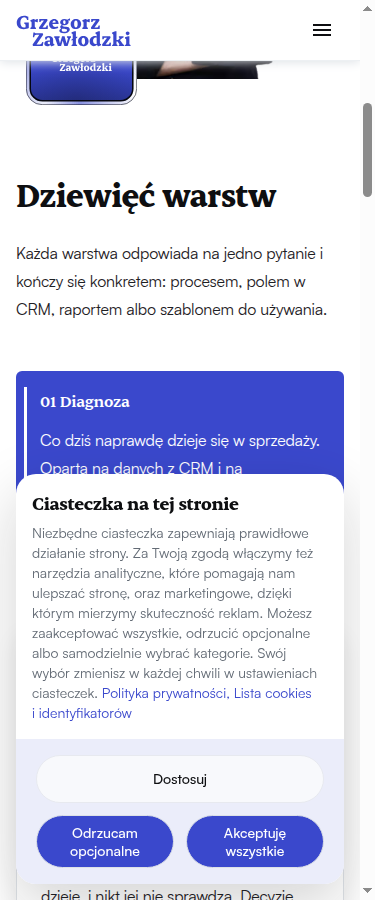 Grzegorz
Zawłodzki
Zawłodzki
Dziewięć warstw
Każda warstwa odpowiada na jedno pytanie i
kończy się konkretem: procesem, polem w
CRM, raportem albo szablonem do używania.
01 Diagnoza
Co dziś naprawdę dzieje się w sprzedaży.
Oparta na danych z CRM i na
Ciasteczka na tej stronie
Niezbędne ciasteczka zapewniają prawidłowe
działanie strony. Za Twoją zgodą włączymy też
narzędzia analityczne, które pomagają nam
ulepszać stronę, oraz marketingowe, dzięki
którym mierzymy skuteczność reklam. Możesz
zaakceptować wszystkie, odrzucić opcjonalne
albo samodzielnie wybrać kategorie. Swój
wybór zmienisz w każdej chwili w ustawieniach
ciasteczek. Polityka prywatności, Lista cookies
i identyfikatorów
Dostosuj
Odrzucam
opcjonalne
Akceptuję
wszystkie
dzieje, i nikt jej nie sprawdza. Decyzje